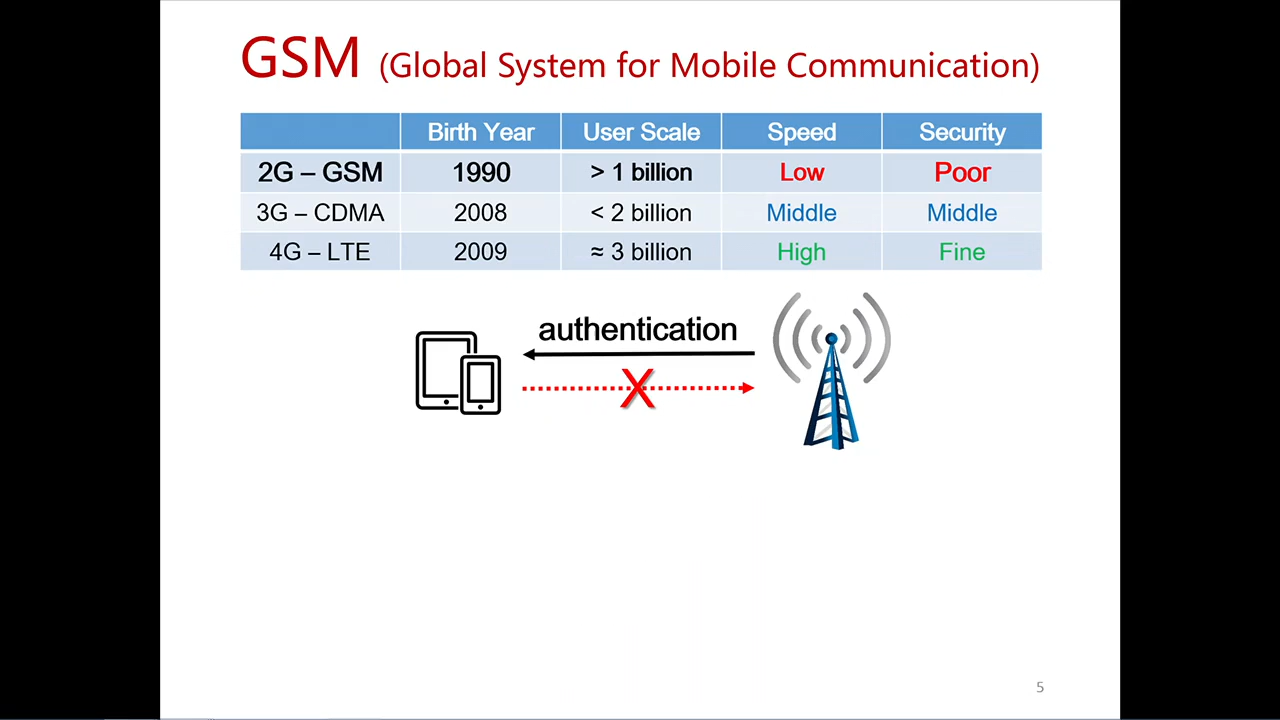 GSM (Global System for Mobile Communication)
Birth Year User Scale Speed Security
2G – GSM 1990 > 1 billion Low Poor
3G – CDMA 2008 < 2 billion Middle Middle
4G – LTE 2009 ≈ 3 billion High Fine
authentication
X
5